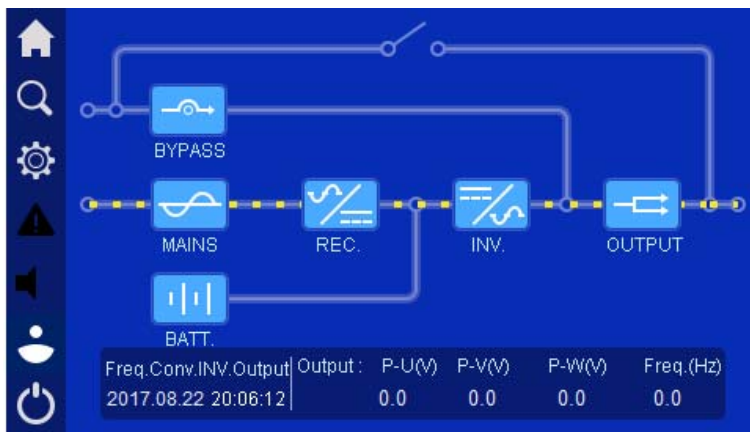 BYPASS
MAINS
REC.
INV.
OUTPUT
BATT.
Freq.Conv.INV.Output Output : P-U(V) P-V(V) P-W(V) Freq.(Hz)
2017.08.22 20:06:12 0.0 0.0 0.0 0.0